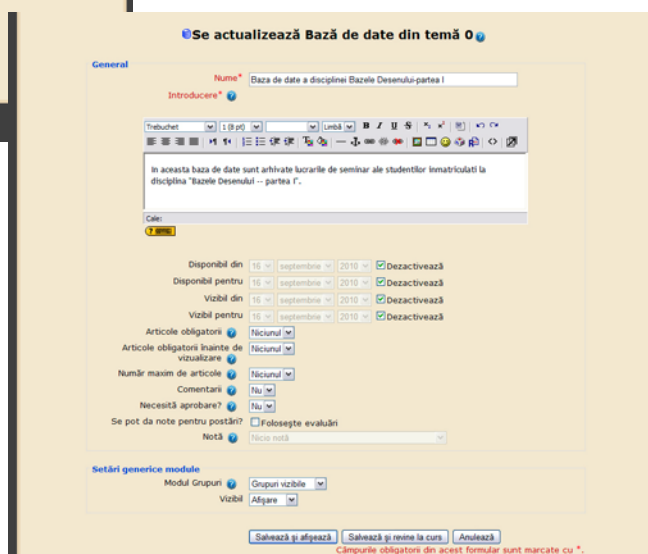 Se actualizează Bază de date din temă 0
General
Nume* Baza de date a disciplinei Bazele Desenului-partea I
Introducere*
Trebuchet 1 (8 pt) Limbă B I U S
In aceasta baza de date sunt arhivate lucrarile de seminar ale studentilor inmatriculati la
disciplina "Bazele Desenului -- partea I".
Cale:
Disponibil din 16 septembrie 2010 Dezactivează
Disponibil pentru 16 septembrie 2010 Dezactivează
Vizibil din 16 septembrie 2010 Dezactivează
Vizibil pentru 16 septembrie 2010 Dezactivează
Articole obligatorii Niciunul
Articole obligatorii înainte de
vizualizare Niciunul
Număr maxim de articole Niciunul
Comentarii Nu
Necesită aprobare? Nu
Se pot da note pentru postări? Folosește evaluări
Notă Nicio notă
Setări generice module
Modul Grupuri Grupuri vizibile
Vizibil Afișare
Salvează și afișează Salvează și revine la curs Anulează
Câmpurile obligatorii din acest formular sunt marcate cu *.